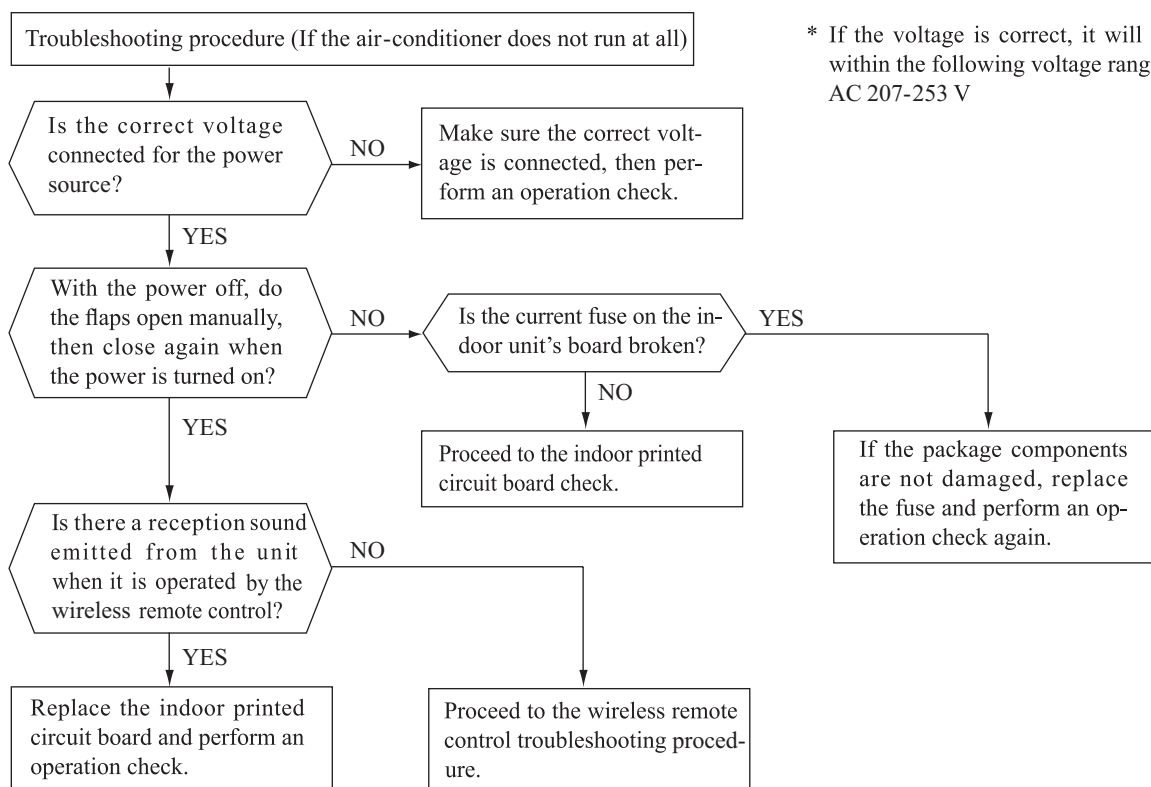 Troubleshooting procedure (If the air-conditioner does not run at all)
* If the voltage is correct, it will
within the following voltage rang
AC 207-253 V
Is the correct voltage
connected for the power
source?
NO
Make sure the correct volt-
age is connected, then per-
form an operation check.
YES
With the power off, do
the flaps open manually,
then close again when
the power is turned on?
NO
Is the current fuse on the in-
door unit's board broken?
YES
NO
YES
Proceed to the indoor printed
circuit board check.
If the package components
are not damaged, replace
the fuse and perform an op-
eration check again.
Is there a reception sound
emitted from the unit
when it is operated by the
wireless remote control?
NO
YES
Replace the indoor printed
circuit board and perform an
operation check.
Proceed to the wireless remote
control troubleshooting proced-
ure.